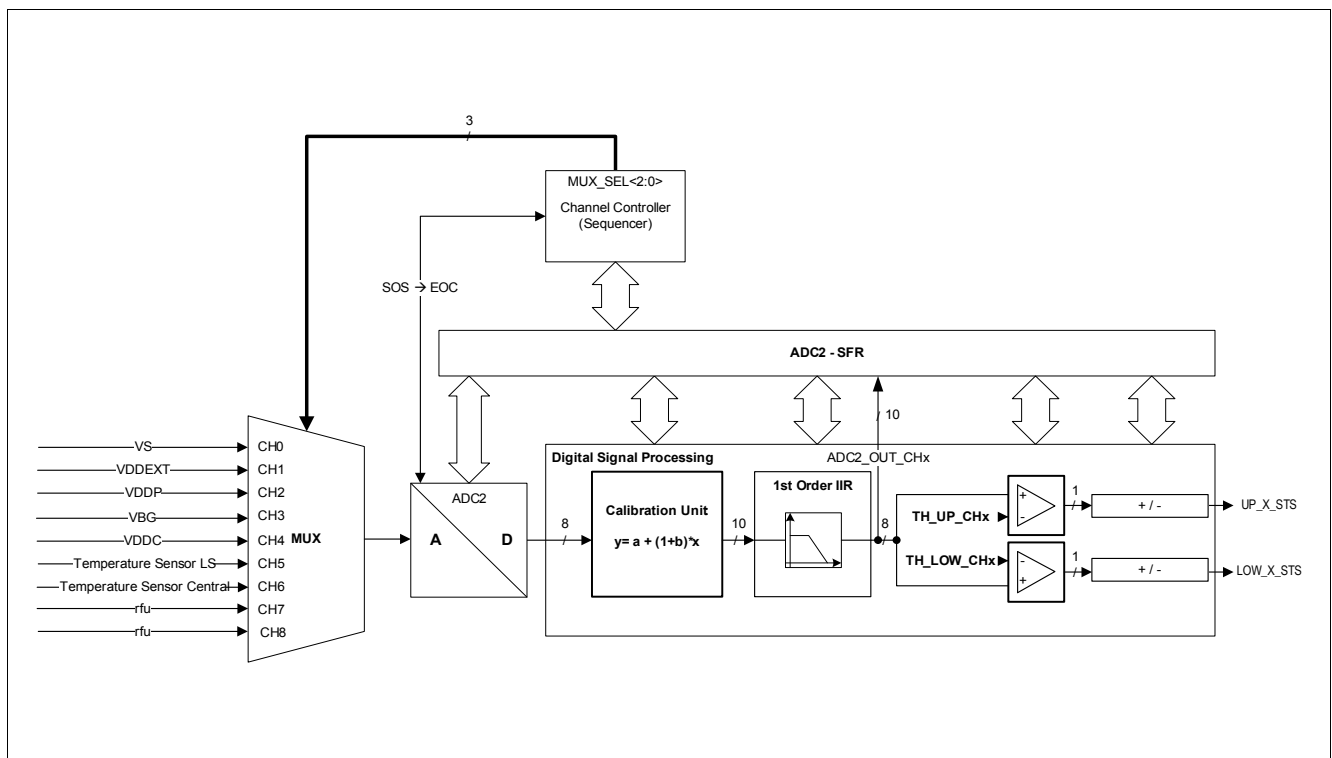 3
MUX_SEL<2:0>
Channel Controller
(Sequencer)
SOS → EOC
ADC2 - SFR
10
VS
VDDEXT
VDDP
VBG
VDDC
Temperature Sensor LS
Temperature Sensor Central
rfu
rfu
CH0
CH1
CH2
CH3
CH4
CH5
CH6
CH7
CH8
MUX
ADC2
A
D
8
Digital Signal Processing
Calibration Unit
y= a + (1+b)*x
10
1st Order IIR
ADC2_OUT_CHx
8
TH_UP_CHx
+
-
1
+ / -
UP_X_STS
TH_LOW_CHx
-
+
1
+ / -
LOW_X_STS